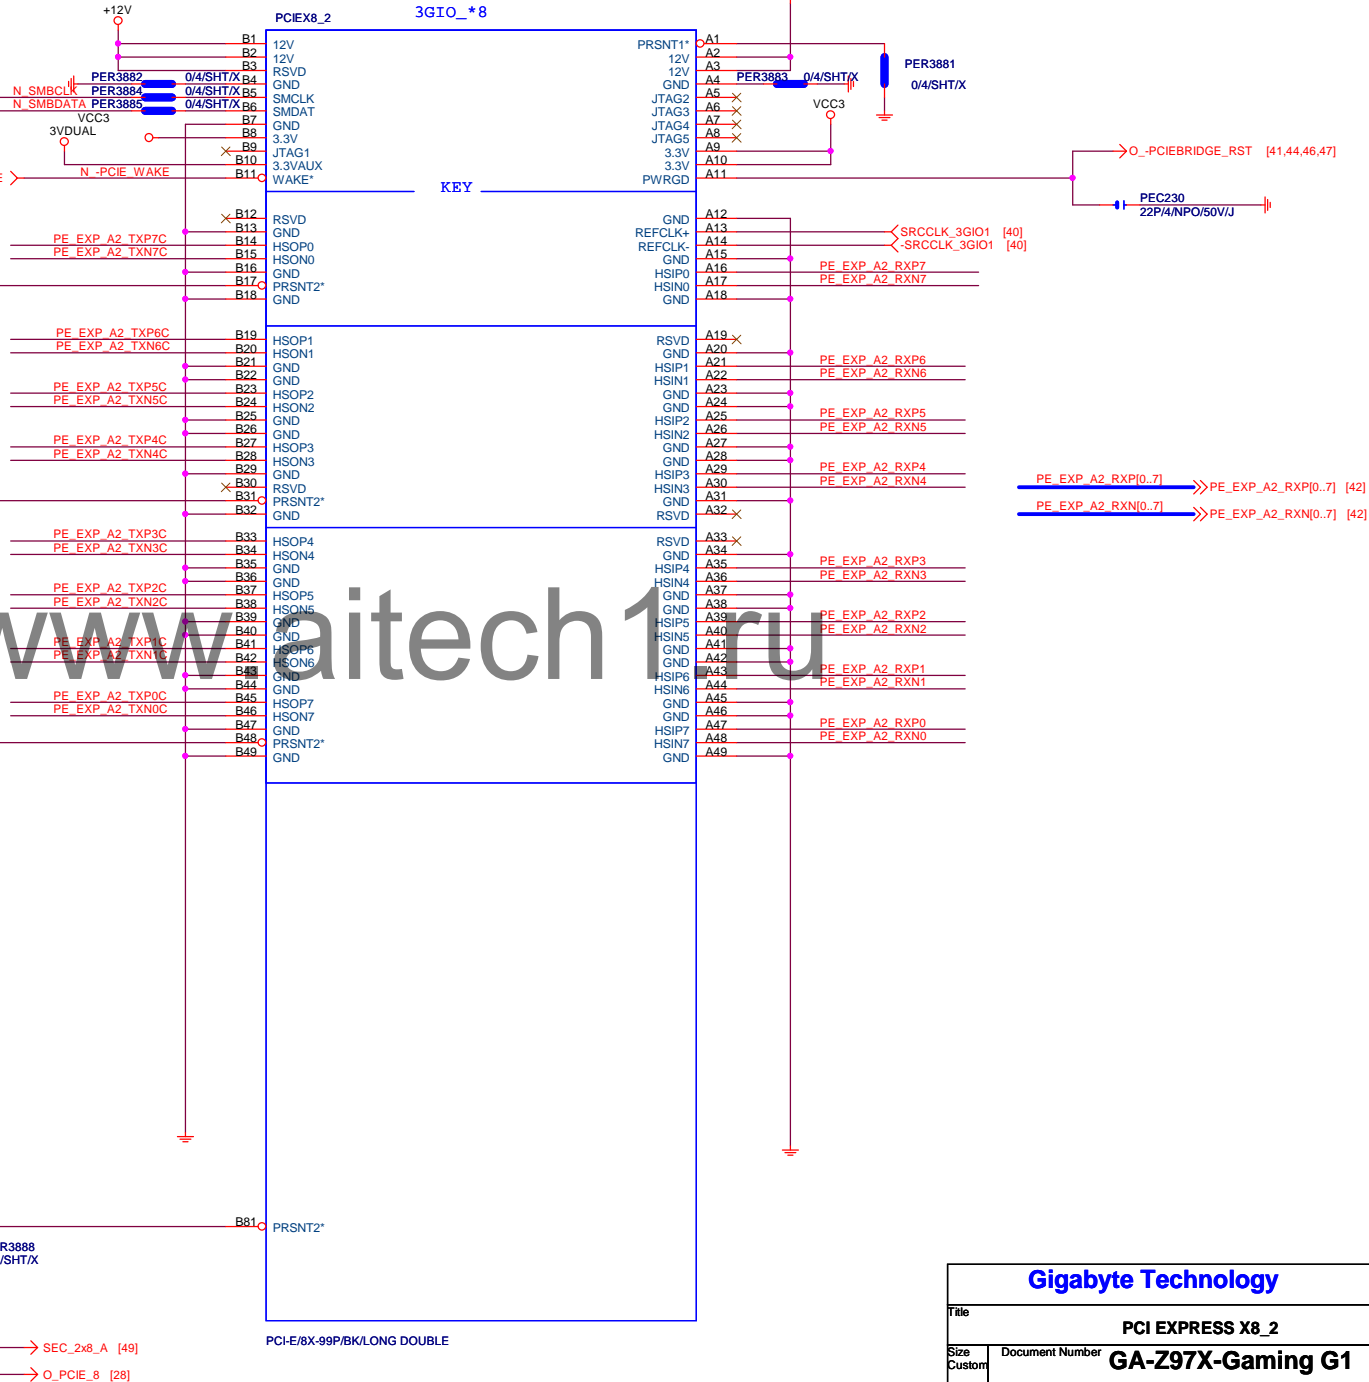 +12V
PCIEX8_2
3GIO_*8
B1 12V PRSNT1* A1
B2 12V 12V A2
B3 RSVD 12V A3
PER3881
0/4/SHT/X
PER3882 0/4/SHT/X B4 GND GND A4 PER3883 0/4/SHT/X
N_SMBCLK PER3884 0/4/SHT/X B5 SMCLK JTAG2 A5
N_SMBDATA PER3885 0/4/SHT/X B6 SMDAT JTAG3 A6
VCC3
VCC3
B7 GND JTAG4 A7
3VDUAL
B8 3.3V JTAG5 A8
B9 JTAG1 3.3V A9
B10 3.3VAUX 3.3V A10
N_-PCIE_WAKE B11 WAKE* PWRGD A11
O_-PCIEBRIDGE_RST [41,44,46,47]
KEY
PEC230
22P/4/NPO/50V/J
B12 RSVD GND A12
B13 GND REFCLK+ A13 SRCCLK_3GIO1 [40]
PE_EXP_A2_TXP7C B14 HSOP0 REFCLK- A14 -SRCCLK_3GIO1 [40]
PE_EXP_A2_TXN7C B15 HSON0 GND A15
B16 GND HSIP0 A16 PE_EXP_A2_RXP7
B17 PRSNT2* HSIN0 A17 PE_EXP_A2_RXN7
B18 GND GND A18
PE_EXP_A2_TXP6C B19 HSOP1 RSVD A19
PE_EXP_A2_TXN6C B20 HSON1 GND A20
B21 GND HSIP1 A21 PE_EXP_A2_RXP6
B22 GND HSIN1 A22 PE_EXP_A2_RXN6
PE_EXP_A2_TXP5C B23 HSOP2 GND A23
PE_EXP_A2_TXN5C B24 HSON2 GND A24
B25 GND HSIP2 A25 PE_EXP_A2_RXP5
B26 GND HSIN2 A26 PE_EXP_A2_RXN5
PE_EXP_A2_TXP4C B27 HSOP3 GND A27
PE_EXP_A2_TXN4C B28 HSON3 GND A28
B29 GND HSIP3 A29 PE_EXP_A2_RXP4
B30 RSVD HSIN3 A30 PE_EXP_A2_RXN4
PE_EXP_A2_RXP[0..7] PE_EXP_A2_RXP[0..7] [42]
B31 PRSNT2* GND A31
B32 GND RSVD A32
PE_EXP_A2_RXN[0..7] PE_EXP_A2_RXN[0..7] [42]
PE_EXP_A2_TXP3C B33 HSOP4 RSVD A33
PE_EXP_A2_TXN3C B34 HSON4 GND A34
B35 GND HSIP4 A35 PE_EXP_A2_RXP3
B36 GND HSIN4 A36 PE_EXP_A2_RXN3
PE_EXP_A2_TXP2C B37 HSOP5 GND A37
PE_EXP_A2_TXN2C B38 HSON5 GND A38
B39 GND HSIP5 A39 PE_EXP_A2_RXP2
B40 GND HSIN5 A40 PE_EXP_A2_RXN2
PE_EXP_A2_TXP1C B41 HSOP6 GND A41
PE_EXP_A2_TXN1C B42 HSON6 GND A42
B43 GND HSIP6 A43 PE_EXP_A2_RXP1
B44 GND HSIN6 A44 PE_EXP_A2_RXN1
PE_EXP_A2_TXP0C B45 HSOP7 GND A45
PE_EXP_A2_TXN0C B46 HSON7 GND A46
B47 GND HSIP7 A47 PE_EXP_A2_RXP0
B48 PRSNT2* HSIN7 A48 PE_EXP_A2_RXN0
B49 GND GND A49
www.aitech1.ru
B81 PRSNT2*
R3888
/SHT/X
PCI-E/8X-99P/BK/LONG DOUBLE
SEC_2x8_A [49]
O_PCIE_8 [28]
Gigabyte Technology
Title
PCI EXPRESS X8_2
Size
Custom
Document Number
GA-Z97X-Gaming G1